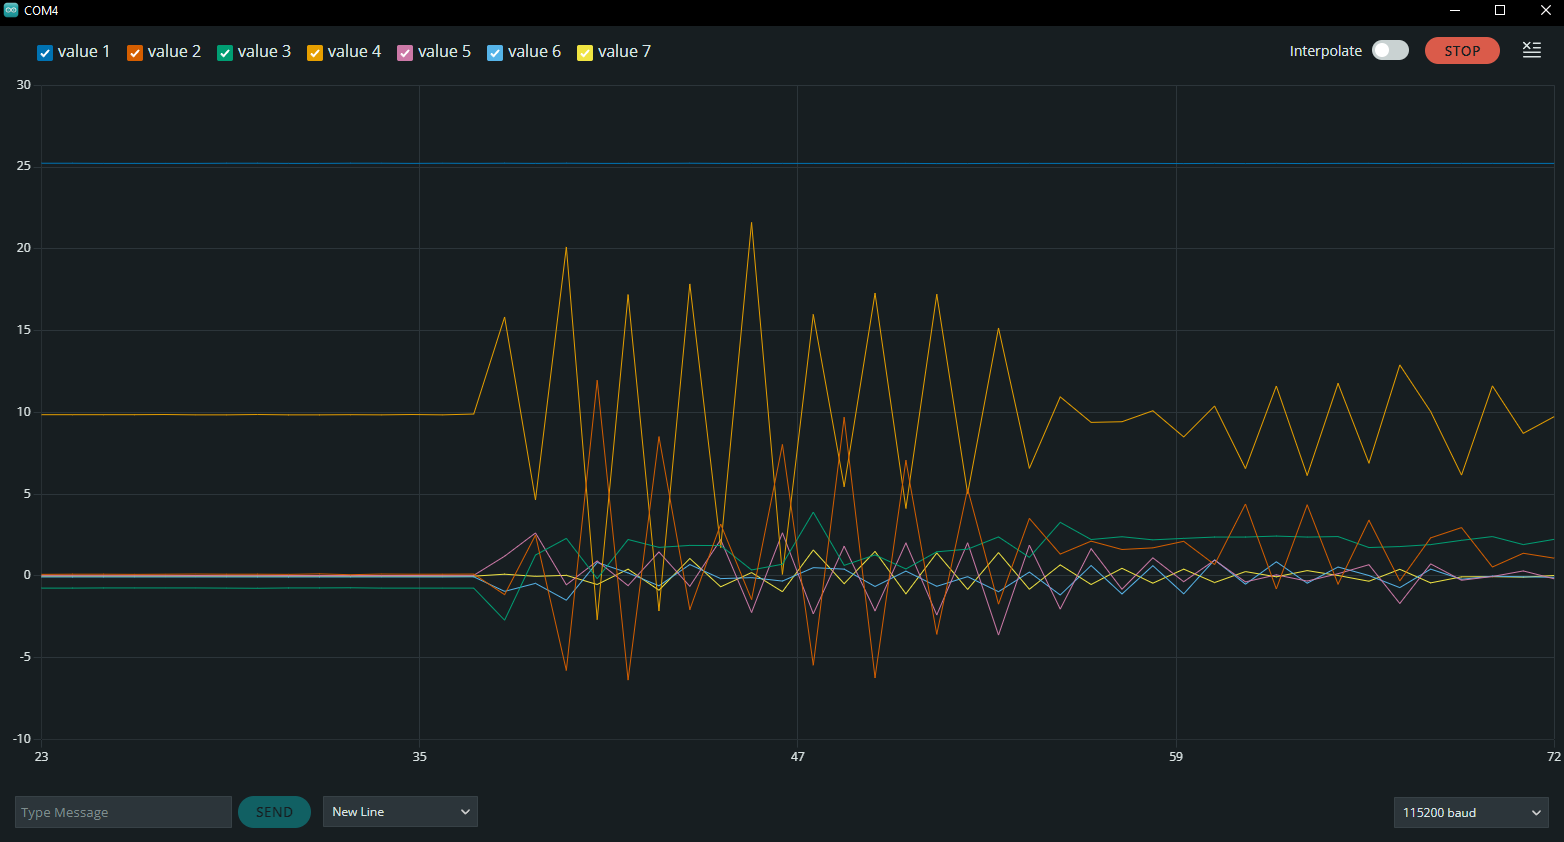 COM4
value 1 value 2 value 3 value 4 value 5 value 6 value 7
Interpolate STOP
30
25
20
15
10
5
0
-5
-10
23 35 47 59 72
Type Message SEND New Line 115200 baud